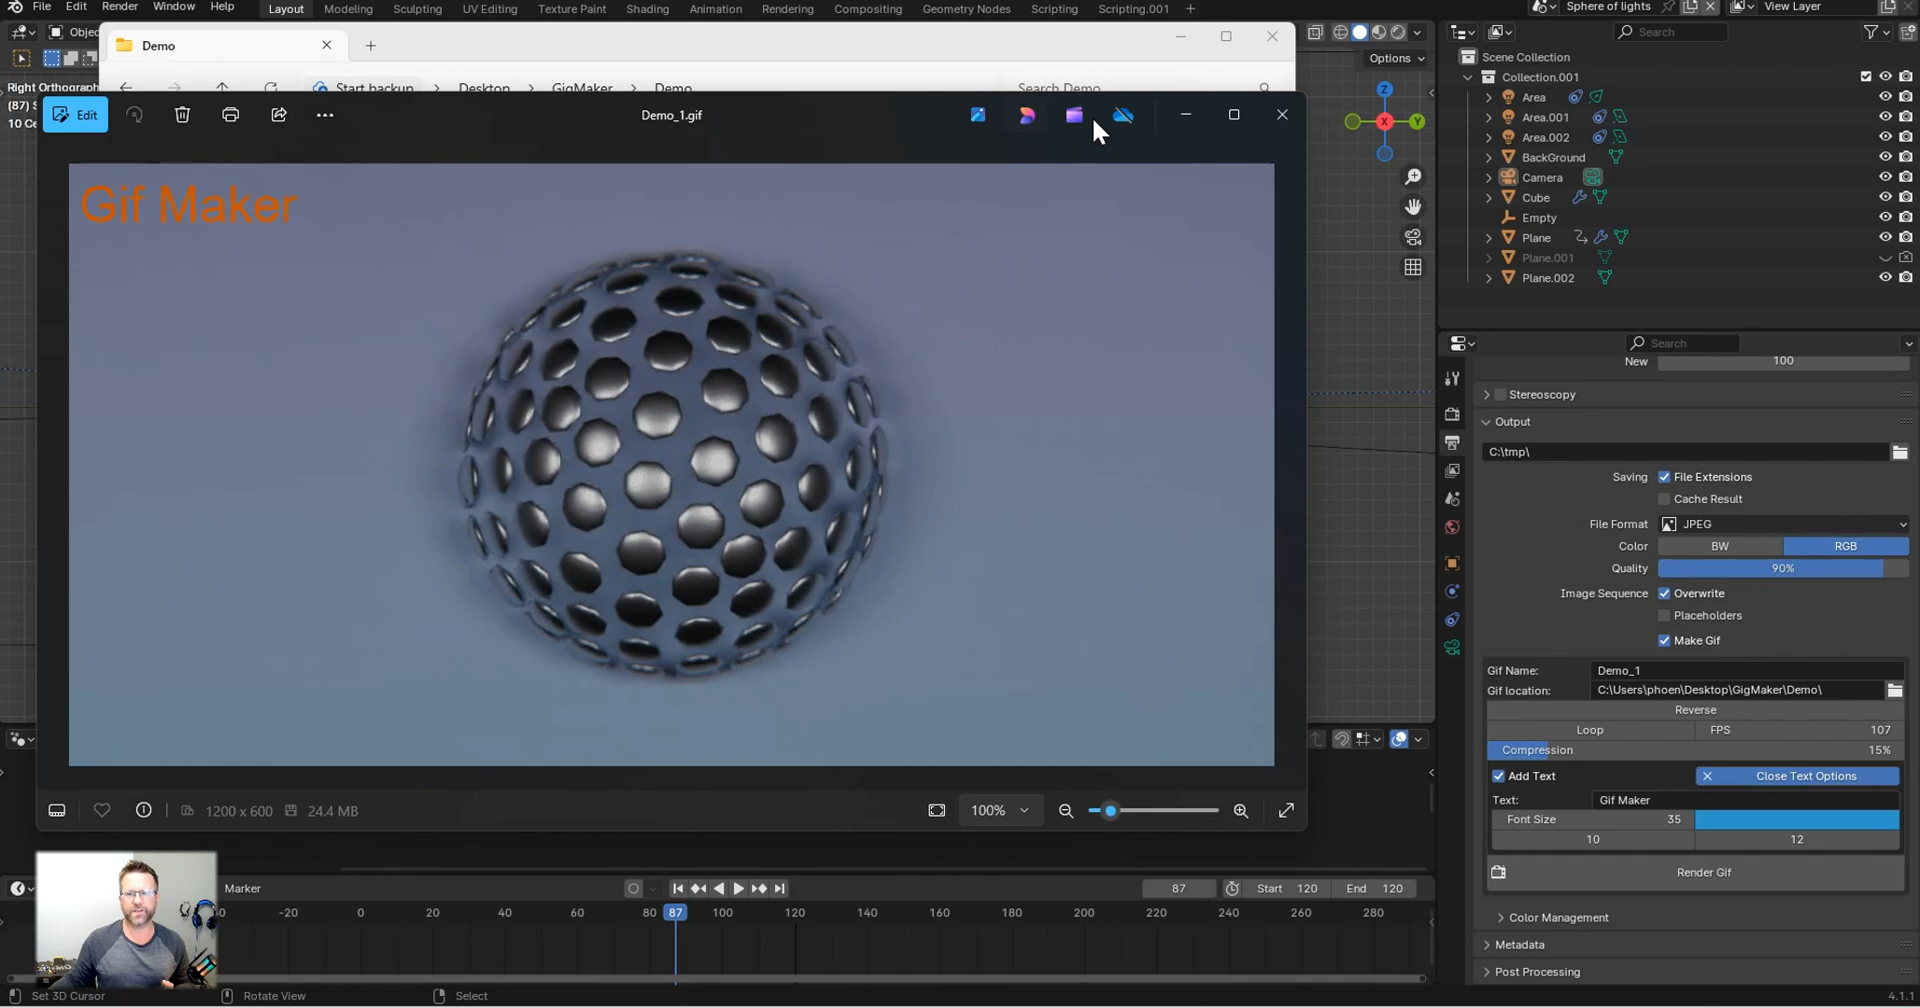 File Edit Render Window Help Layout Modeling Sculpting UV Editing Texture Paint Shading Animation Rendering Compositing Geometry Nodes Scripting Scripting.001 Sphere of lights View Layer
Demo
Options
Search
Start backup Desktop GigMaker Demo Search Demo
Right Orthograp
(87) S
10 Ce
Edit
Demo_1.gif
Z
Y
X
Gif Maker
1200 x 600 24.4 MB 100%
Scene Collection
Collection.001
Area
Area.001
Area.002
BackGround
Camera
Cube
Empty
Plane
Plane.001
Plane.002
Search
New 100
Stereoscopy
Output
C:\tmp\
Saving File Extensions
Cache Result
File Format JPEG
Color BW RGB
Quality 90%
Image Sequence Overwrite
Placeholders
Make Gif
Gif Name: Demo_1
Gif location: C:\Users\phoen\Desktop\GigMaker\Demo\
Reverse
Loop FPS 107
Compression 15%
Add Text Close Text Options
Text: Gif Maker
Font Size 35
10 12
Render Gif
Color Management
Metadata
Post Processing
Marker 87 Start 120 End 120
-20 0 20 40 60 80 87 100 120 140 160 180 200 220 240 260 280
Set 3D Cursor Rotate View Select 4.1.1